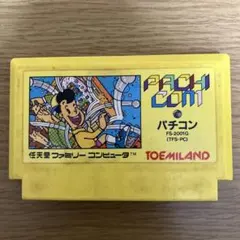 PACHI
COM
パチコン
FS-2001G
(TFS-PC)
任天堂ファミリーコンピュータ
TOEMILAND